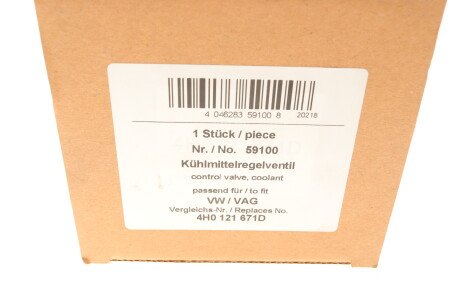 4 046283 59100 8 20218
1 Stück / piece
Nr. / No. 59100
Kühlmittelregelventil
control valve, coolant
passend für / to fit
VW / VAG
Vergleichs-Nr. / Replaces No.
4H0 121 671D